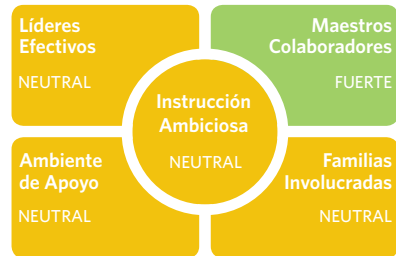 Líderes
Efectivos
NEUTRAL
Maestros
Colaboradores
FUERTE
Instrucción
Ambiciosa
NEUTRAL
Ambiente
de Apoyo
NEUTRAL
Familias
Involucradas
NEUTRAL